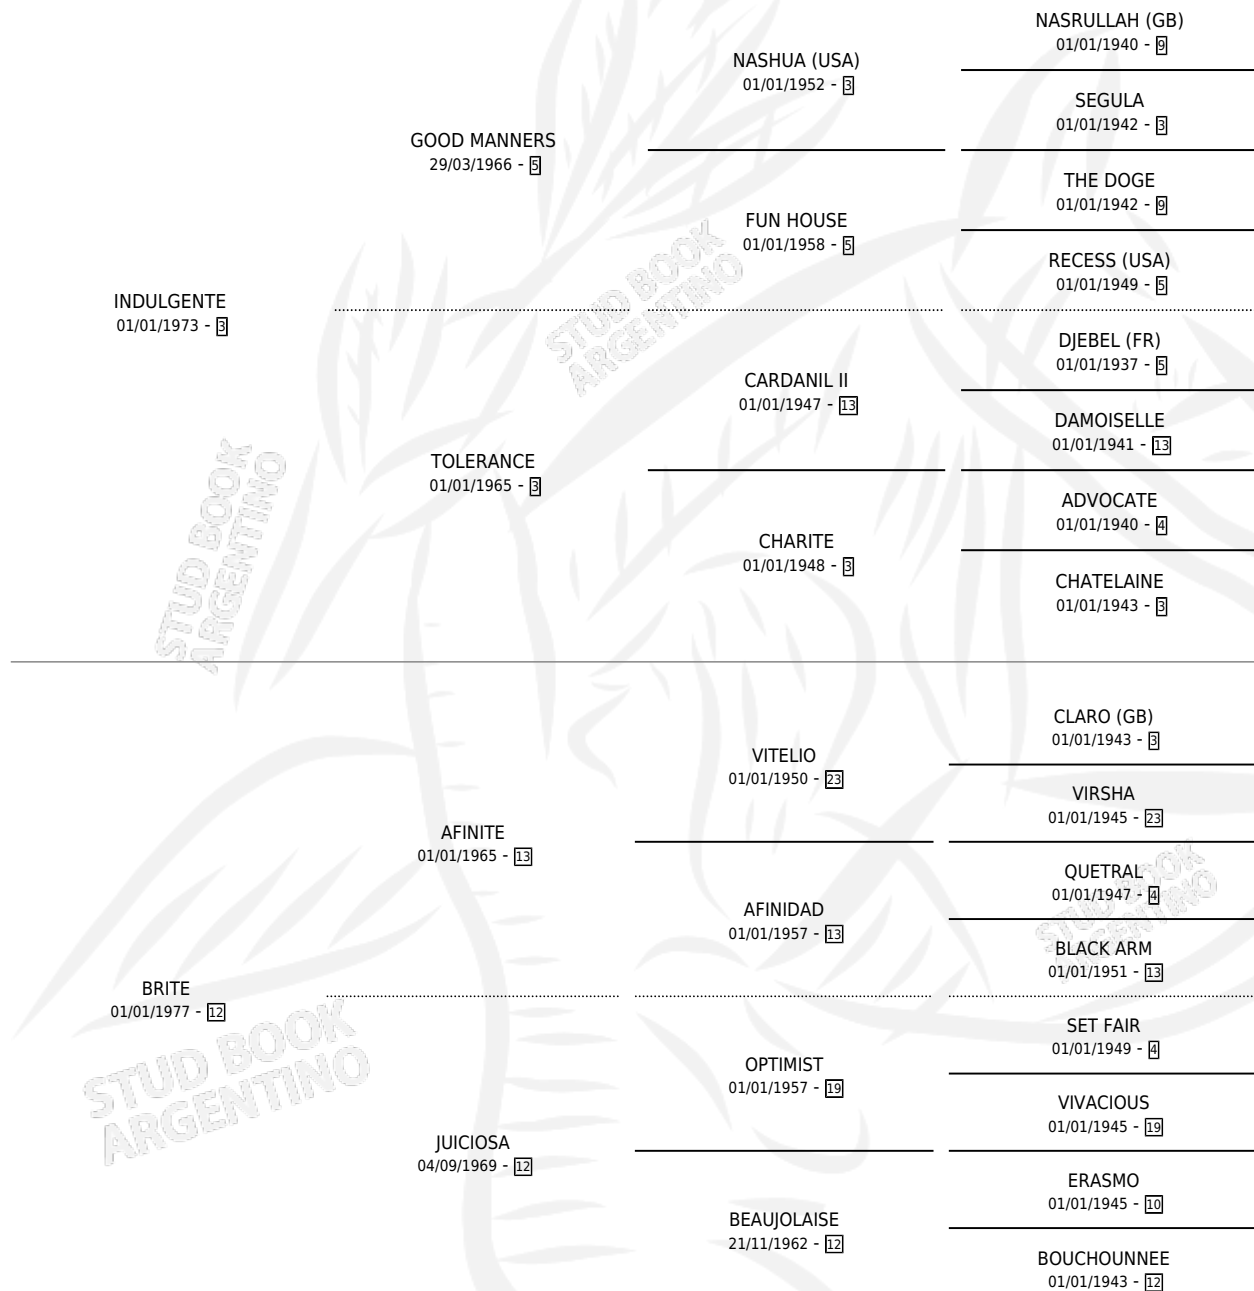 NASRULLAH (GB)
01/01/1940 - 9
NASHUA (USA)
01/01/1952 - 3
SEGULA
01/01/1942 - 3
GOOD MANNERS
29/03/1966 - 5
THE DOGE
01/01/1942 - 9
FUN HOUSE
01/01/1958 - 5
RECESS (USA)
01/01/1949 - 5
INDULGENTE
01/01/1973 - 3
DJEBEL (FR)
01/01/1937 - 5
CARDANIL II
01/01/1947 - 13
DAMOISELLE
01/01/1941 - 13
TOLERANCE
01/01/1965 - 3
ADVOCATE
01/01/1940 - 4
CHARITE
01/01/1948 - 3
CHATELAINE
01/01/1943 - 3
CLARO (GB)
01/01/1943 - 3
VITELIO
01/01/1950 - 23
VIRSHA
01/01/1945 - 23
AFINITE
01/01/1965 - 13
QUETRAL
01/01/1947 - 4
AFINIDAD
01/01/1957 - 13
BLACK ARM
01/01/1951 - 13
BRITE
01/01/1977 - 12
SET FAIR
01/01/1949 - 4
OPTIMIST
01/01/1957 - 19
VIVACIOUS
01/01/1945 - 19
JUICIOSA
04/09/1969 - 12
ERASMO
01/01/1945 - 10
BEAUJOLAISE
21/11/1962 - 12
BOUCHOUNNEE
01/01/1943 - 12
STUD BOOK
ARGENTINO
STUD BOOK
ARGENTINO
STUD BOOK
ARGENTINO
STUD BOOK
ARGENTINO